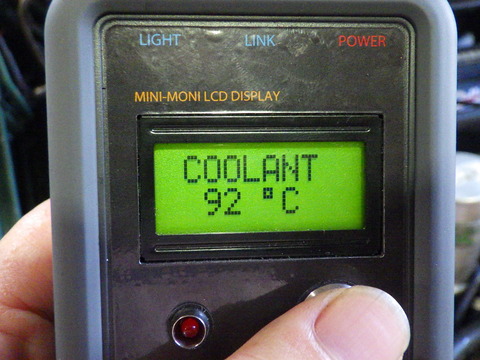 LIGHT LINK POWER
MINI-MONI LCD DISPLAY
COOLANT
92 °C